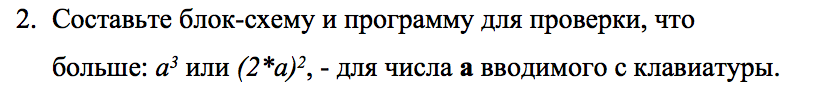 2. Составьте блок-схему и программу для проверки, что
больше: a³ или (2*a)², - для числа a вводимого с клавиатуры.